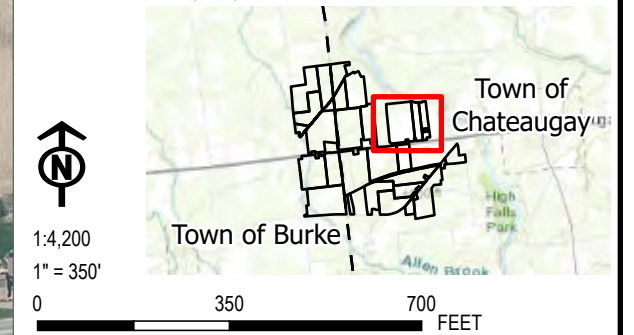 Town of
Chateaugay
N
High
Falls
Park
1:4,200
Town of Burke
1" = 350'
Allen Brook
0 350 700
FEET